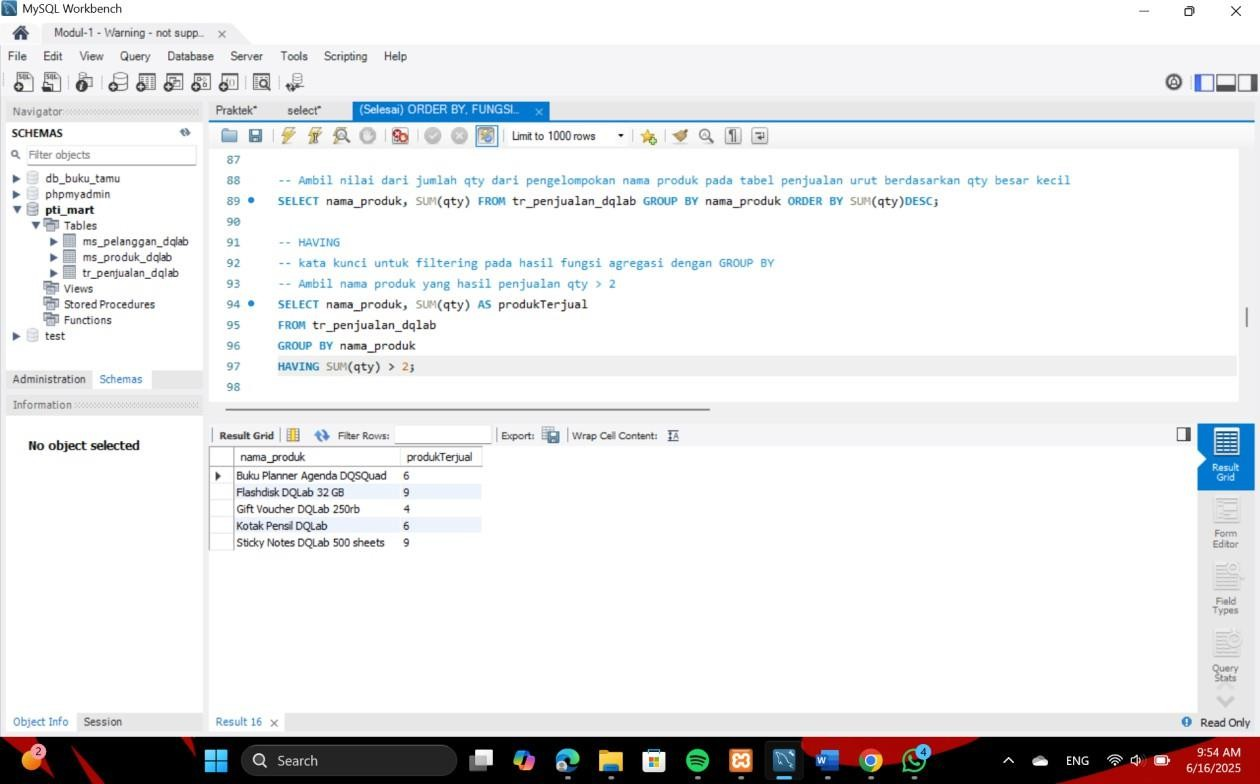 MySQL Workbench
Modul-1 - Warning - not supp...
File Edit View Query Database Server Tools Scripting Help
Navigator
SCHEMAS
Filter objects
db_buku_tamu
phpmyadmin
pti_mart
Tables
ms_pelanggan_dqlab
ms_produk_dqlab
tr_penjualan_dqlab
Views
Stored Procedures
Functions
test
Administration Schemas
Information
No object selected
Object Info Session
Praktek* select* (Selesai) ORDER BY, FUNGSI...
Limit to 1000 rows
87
88 -- Ambil nilai dari jumlah qty dari pengelompokan nama produk pada tabel penjualan urut berdasarkan qty besar kecil
89 SELECT nama_produk, SUM(qty) FROM tr_penjualan_dqlab GROUP BY nama_produk ORDER BY SUM(qty)DESC;
90
91 -- HAVING
92 -- kata kunci untuk filtering pada hasil fungsi agregasi dengan GROUP BY
93 -- Ambil nama produk yang hasil penjualan qty > 2
94 SELECT nama_produk, SUM(qty) AS produkTerjual
95 FROM tr_penjualan_dqlab
96 GROUP BY nama_produk
97 HAVING SUM(qty) > 2;
98
Result Grid Filter Rows: Export: Wrap Cell Content:
nama_produk produkTerjual
Buku Planner Agenda DQSQuad 6
Flashdisk DQLab 32 GB 9
Gift Voucher DQLab 250rb 4
Kotak Pensil DQLab 6
Sticky Notes DQLab 500 sheets 9
Result
Grid
Form
Editor
Field
Types
Query
Stats
Result 16
Read Only
2
Search
4
ENG
9:54 AM
6/16/2025